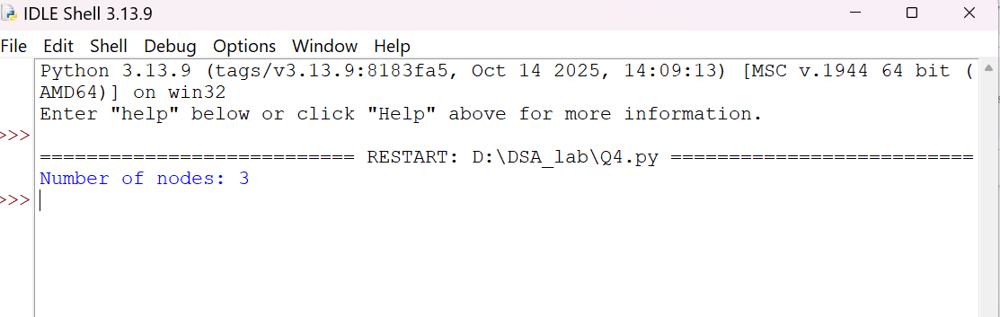 IDLE Shell 3.13.9
File Edit Shell Debug Options Window Help
Python 3.13.9 (tags/v3.13.9:8183fa5, Oct 14 2025, 14:09:13) [MSC v.1944 64 bit (
AMD64)] on win32
Enter "help" below or click "Help" above for more information.
>>>
=========================== RESTART: D:\DSA_lab\Q4.py ==========================
Number of nodes: 3
>>>